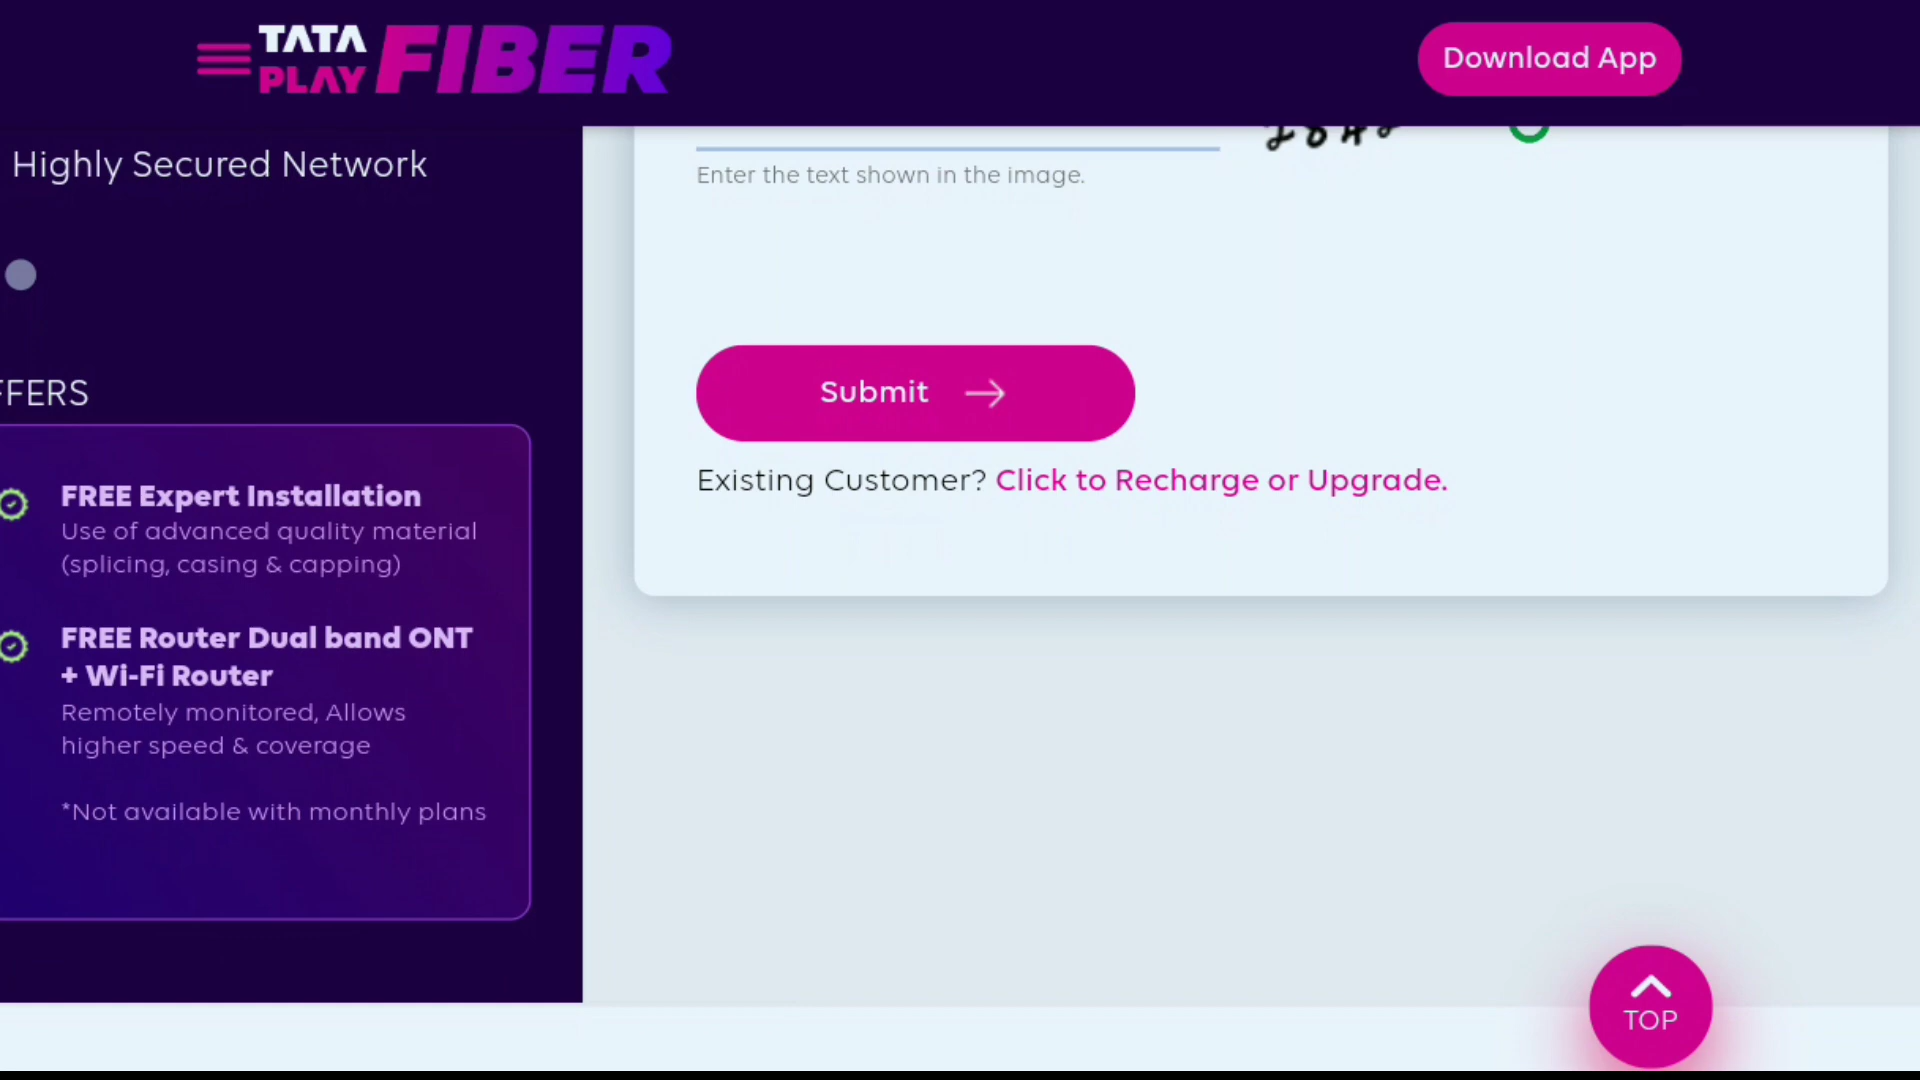 TATA
PLAY FIBER
Download App
Highly Secured Network
Enter the text shown in the image.
FFERS
Submit
Existing Customer? Click to Recharge or Upgrade.
FREE Expert Installation
Use of advanced quality material
(splicing, casing & capping)
FREE Router Dual band ONT
+ Wi-Fi Router
Remotely monitored, Allows
higher speed & coverage
*Not available with monthly plans
TOP